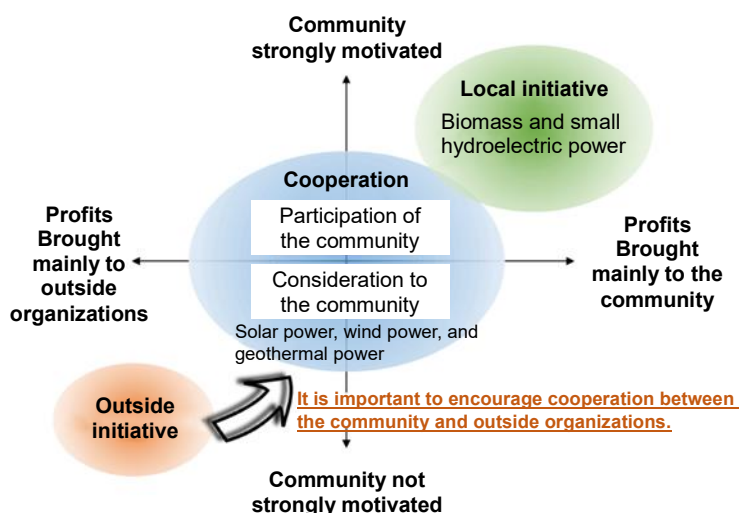 Community
strongly motivated
Local initiative
Biomass and small
hydroelectric power
Cooperation
Participation of
the community
Profits
Brought
mainly to
outside
organizations
Profits
Brought
mainly to the
community
Consideration to
the community
Solar power, wind power, and
geothermal power
Outside
initiative
It is important to encourage cooperation between
the community and outside organizations.
Community not
strongly motivated